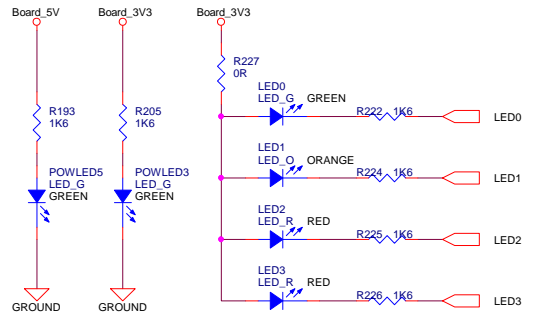 Board_5V
Board_3V3
Board_3V3
R227
0R
LED0
LED_G GREEN
R222 1K6
LED0
R193
1K6
R205
1K6
LED1
LED_O ORANGE
R224 1K6
LED1
POWLED5
LED_G
GREEN
POWLED3
LED_G
GREEN
LED2
LED_R RED
R225 1K6
LED2
LED3
LED_R RED
R226 1K6
LED3
GROUND
GROUND